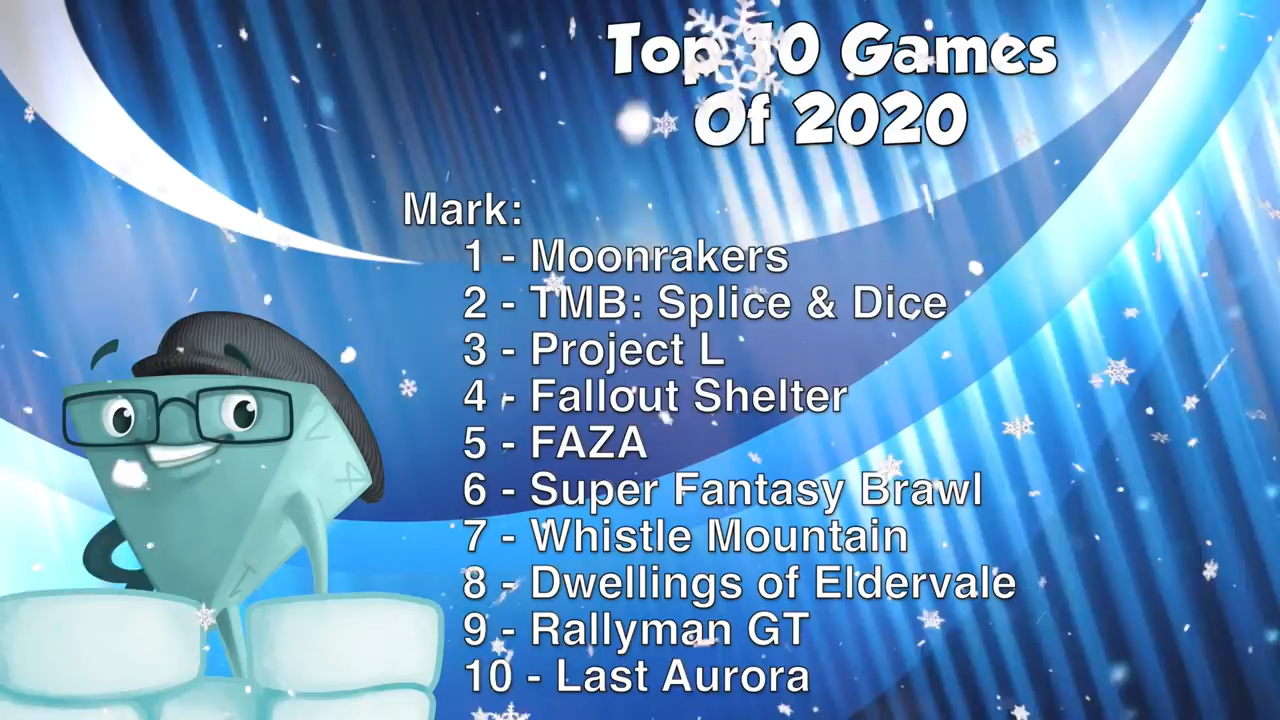 Top 10 Games
Of 2020
Mark:
1 - Moonrakers
2 - TMB: Splice & Dice
3 - Project L
4 - Fallout Shelter
5 - FAZA
6 - Super Fantasy Brawl
7 - Whistle Mountain
8 - Dwellings of Eldervale
9 - Rallyman GT
10 - Last Aurora